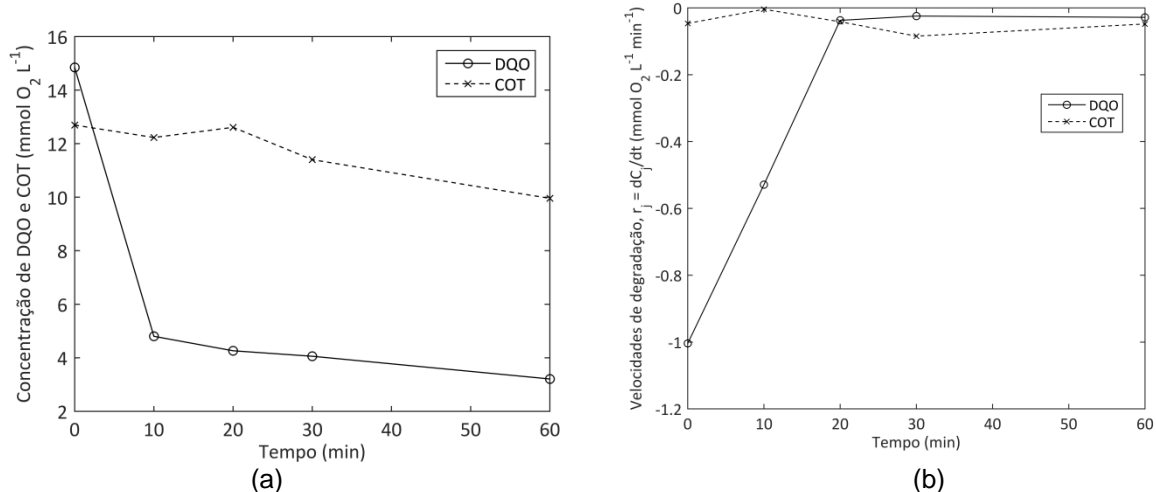 Concentração de DQO e COT (mmol O₂ L⁻¹)
16
14
12
10
8
6
4
2
DQO
COT
0 10 20 30 40 50 60
Tempo (min)
(a)
Velocidades de degradação, r_j = dC_j/dt (mmol O₂ L⁻¹ min⁻¹)
0
-0.2
-0.4
-0.6
-0.8
-1
-1.2
DQO
COT
0 10 20 30 40 50 60
Tempo (min)
(b)